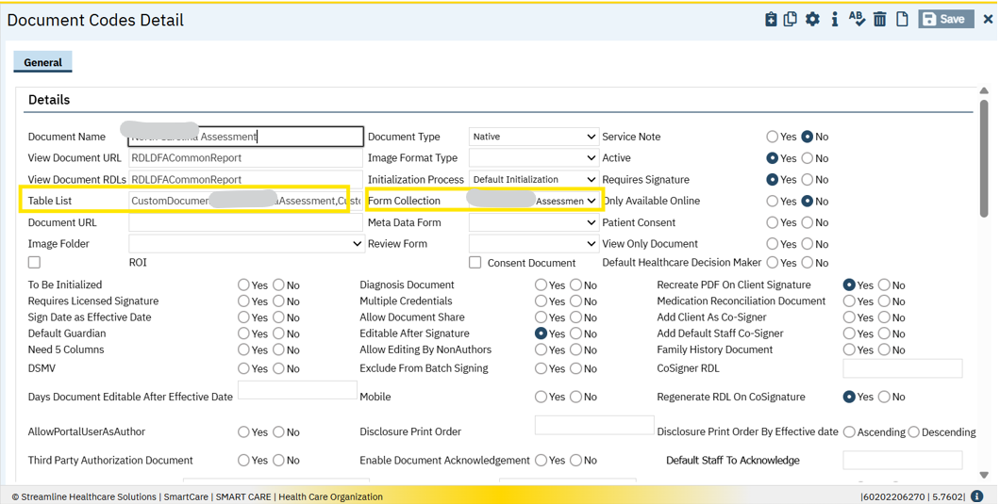 Document Codes Detail
Save
General
Details
Document Name Assessment Document Type Native Service Note Yes No
View Document URL RDLDFACommonReport Image Format Type Active Yes No
View Document RDLs RDLDFACommonReport Initialization Process Default Initialization Requires Signature Yes No
Table List CustomDocumen aAssessment,Custo Form Collection Assessmen Only Available Online Yes No
Document URL Meta Data Form Patient Consent Yes No
Image Folder Review Form View Only Document Yes No
ROI Consent Document Default Healthcare Decision Maker Yes No
To Be Initialized Yes No Diagnosis Document Yes No Recreate PDF On Client Signature Yes No
Requires Licensed Signature Yes No Multiple Credentials Yes No Medication Reconciliation Document Yes No
Sign Date as Effective Date Yes No Allow Document Share Yes No Add Client As Co-Signer Yes No
Default Guardian Yes No Editable After Signature Yes No Add Default Staff Co-Signer Yes No
Need 5 Columns Yes No Allow Editing By NonAuthors Yes No Family History Document Yes No
DSMV Yes No Exclude From Batch Signing Yes No CoSigner RDL
Days Document Editable After Effective Date Mobile Yes No Regenerate RDL On CoSignature Yes No
AllowPortalUserAsAuthor Yes No Disclosure Print Order Disclosure Print Order By Effective date Ascending Descending
Third Party Authorization Document Yes No Enable Document Acknowledgement Yes No Default Staff To Acknowledge
© Streamline Healthcare Solutions | SmartCare | SMART CARE | Health Care Organization |60202206270 | 5.7602|